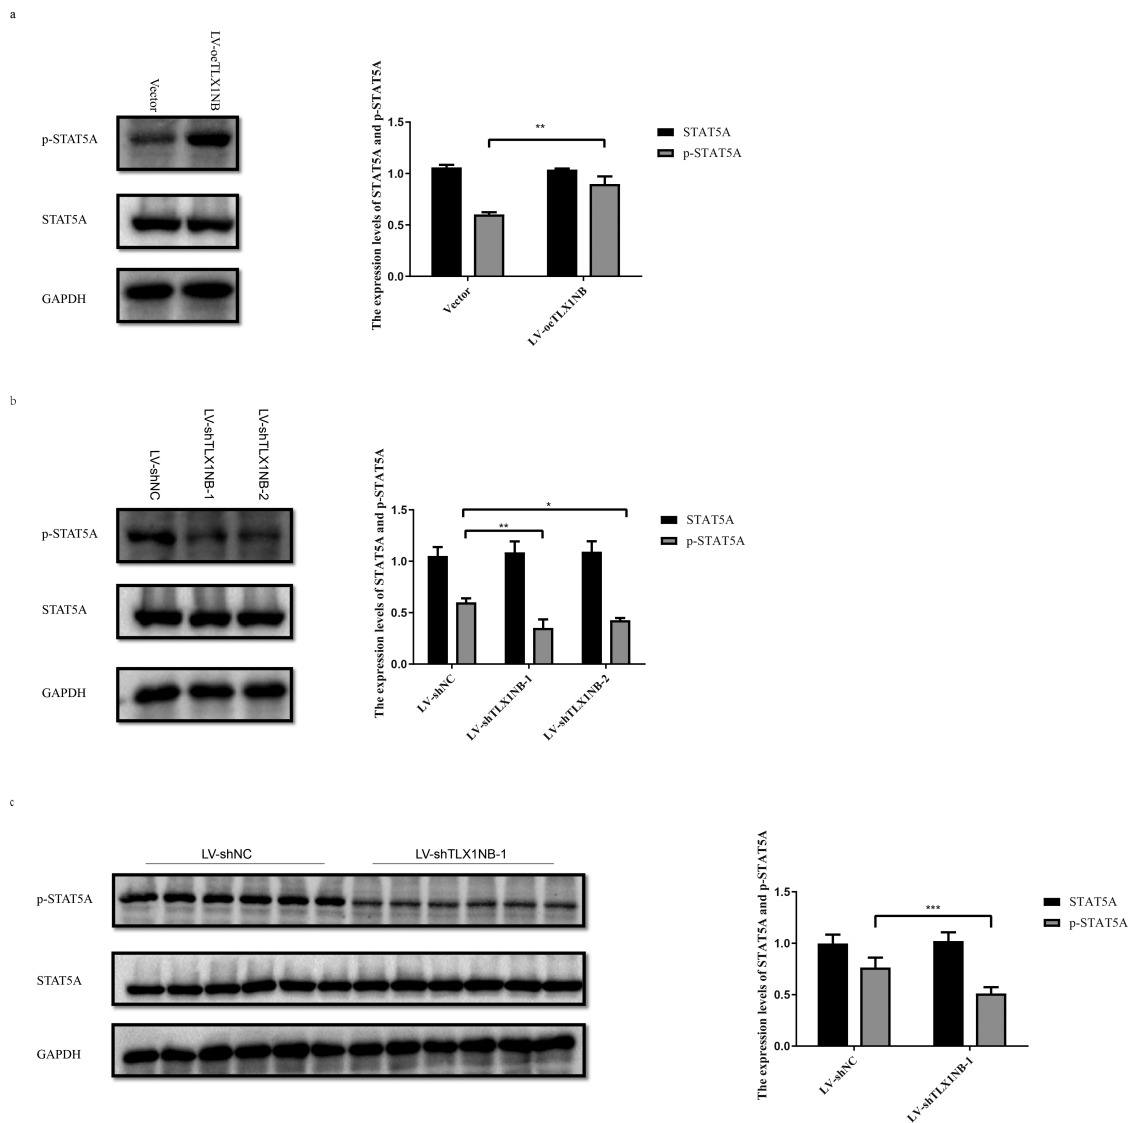 a
Vector
LV-oeTLX1NB
p-STAT5A
STAT5A
GAPDH
The expression levels of STAT5A and p-STAT5A
1.5
1.0
0.5
0.0
**
Vector
LV-oeTLX1NB
STAT5A
p-STAT5A
b
LV-shNC
LV-shTLX1NB-1
LV-shTLX1NB-2
p-STAT5A
STAT5A
GAPDH
The expression levels of STAT5A and p-STAT5A
1.5
1.0
0.5
0.0
*
**
LV-shNC
LV-shTLX1NB-1
LV-shTLX1NB-2
STAT5A
p-STAT5A
c
LV-shNC
LV-shTLX1NB-1
p-STAT5A
STAT5A
GAPDH
The expression levels of STAT5A and p-STAT5A
1.5
1.0
0.5
0.0
***
LV-shNC
LV-shTLX1NB-1
STAT5A
p-STAT5A